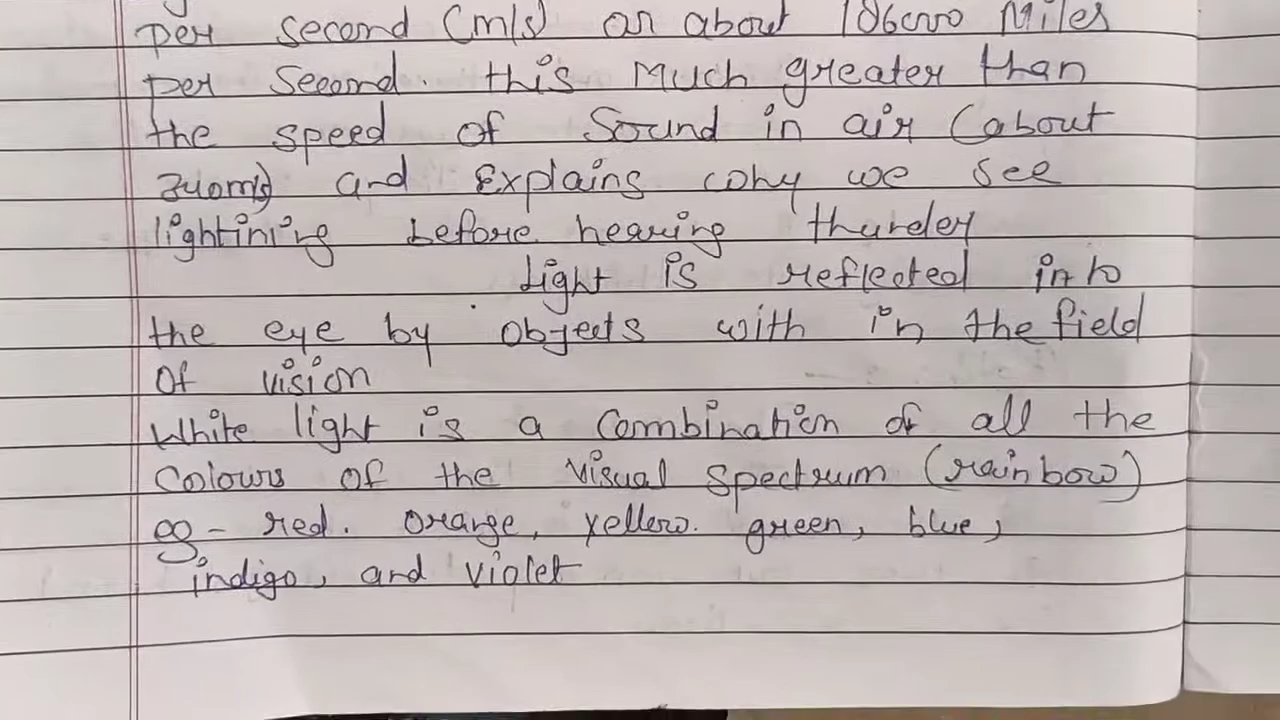 per second (m/s) or about 186000 Miles
per Second. this Much greater than
the speed of Sound in air (about
340m/s) and Explains why we see
lightining before hearing thunder
Light is reflected into
the eye by objects with in the field
of vision
White light is a Combination of all the
Colours of the visual Spectrum (rainbow)
eg - red. orange, yellow. green, blue,
indigo, and violet